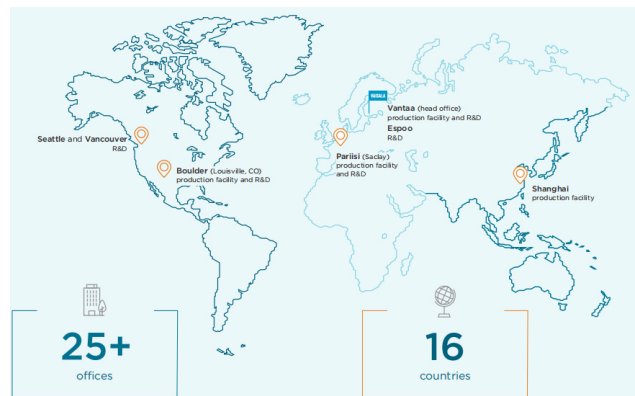 VAISALA
Vantaa (head office)
production facility and R&D
Espoo
R&D
Seattle and Vancouver
R&D
Pariisi (Saclay)
production facility
and R&D
Boulder (Louisville, CO)
production facility and R&D
Shanghai
production facility
25+
offices
16
countries